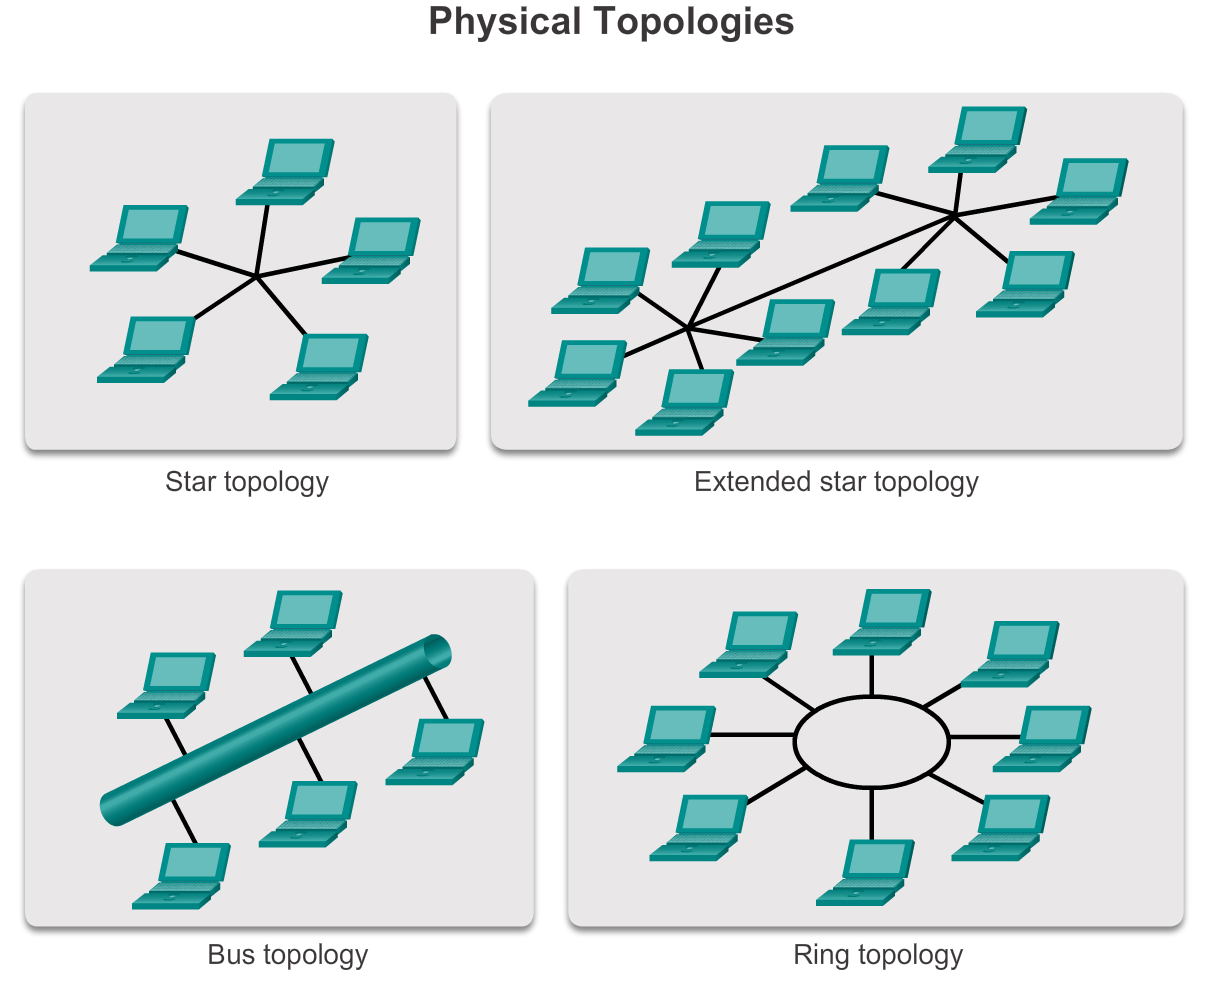 Physical Topologies
Star topology
Extended star topology
Bus topology
Ring topology